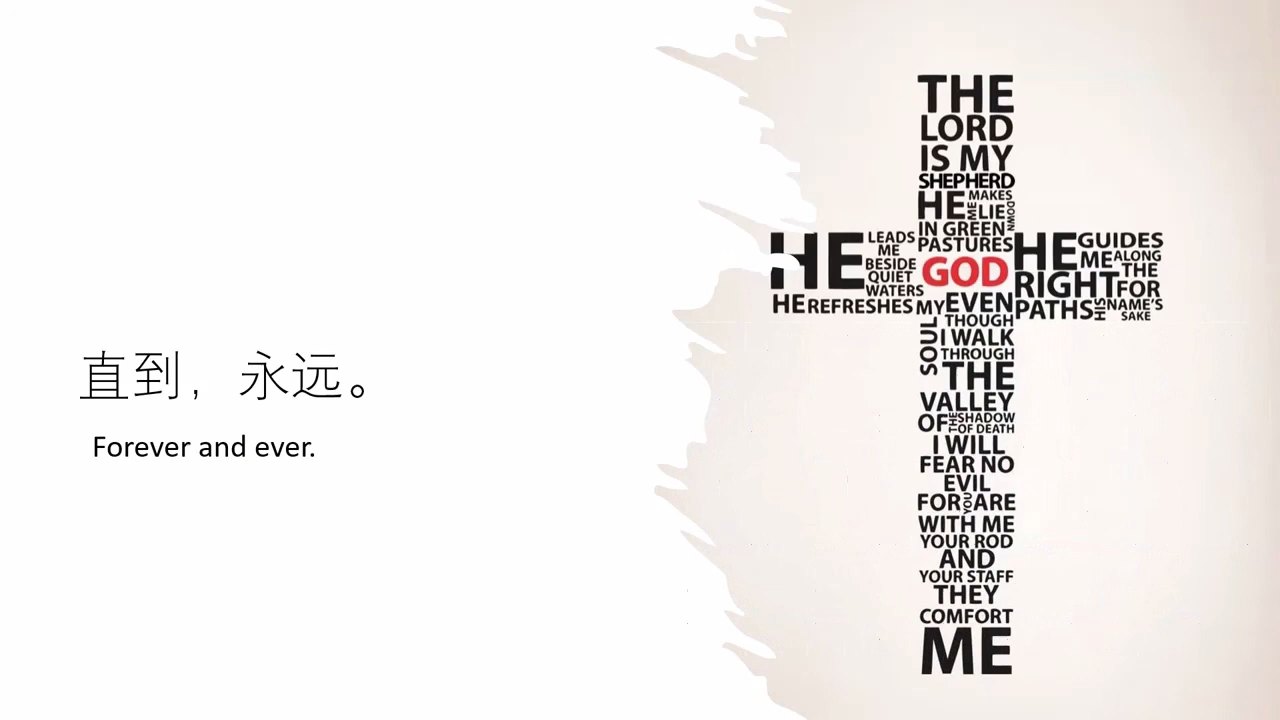 直到，永远。
Forever and ever.
THE
LORD
IS MY
SHEPHERD
HE MAKES
ME LIE DOWN
IN GREEN
PASTURES
HE LEADS
ME
BESIDE
QUIET
WATERS
HE REFRESHES MY
SOUL
GOD
HE GUIDES
ME ALONG
THE
RIGHT FOR
PATHS HIS NAME'S
SAKE
EVEN
THOUGH
I WALK
THROUGH
THE
VALLEY
OF THE SHADOW
OF DEATH
I WILL
FEAR NO
EVIL
FOR YOU ARE
WITH ME
YOUR ROD
AND
YOUR STAFF
THEY
COMFORT
ME